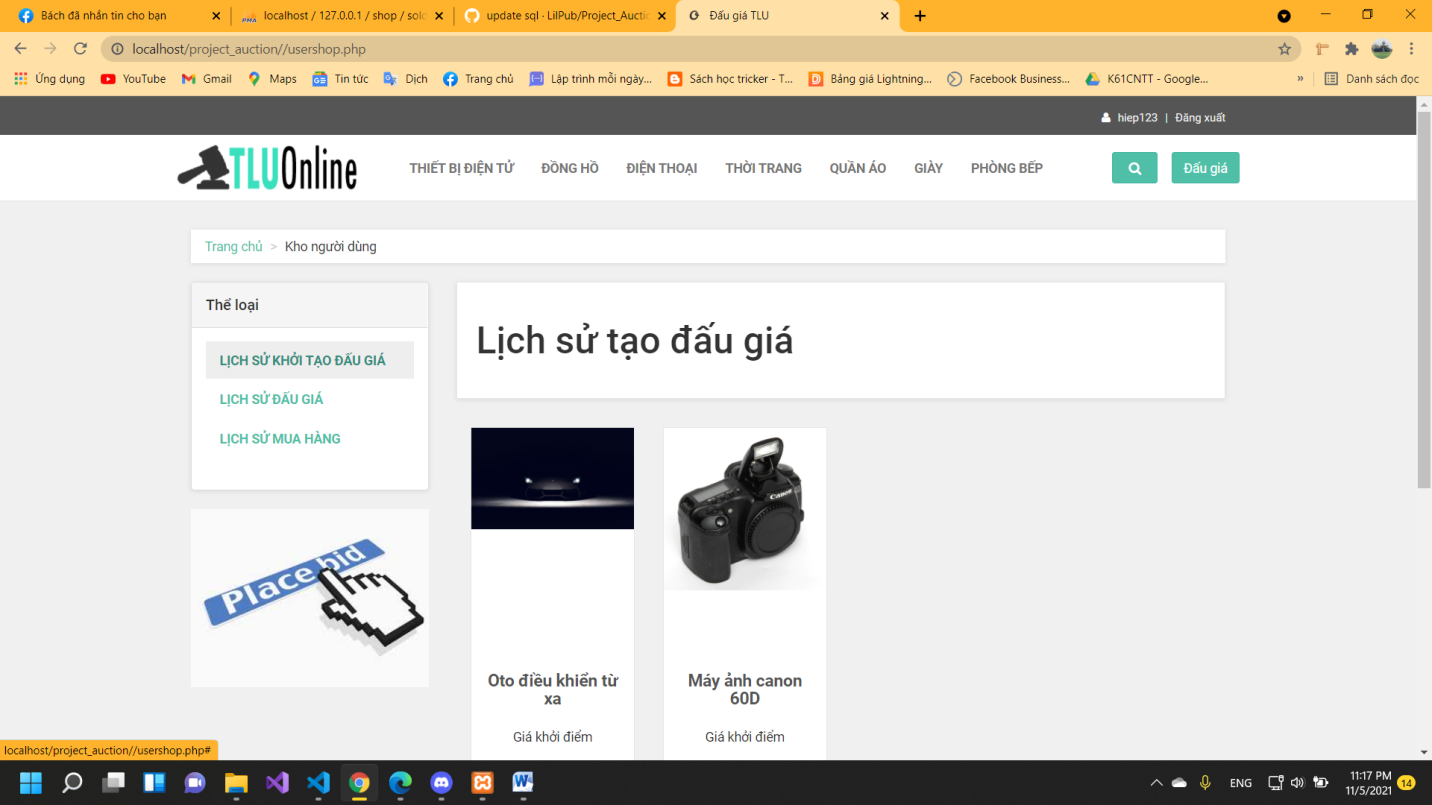 Bách đã nhắn tin cho bạn
localhost / 127.0.0.1 / shop / solo
update sql · LilPub/Project_Auctio
Đấu giá TLU
localhost/project_auction//usershop.php
Ứng dụng
YouTube
Gmail
Maps
Tin tức
Dịch
Trang chủ
Lập trình mỗi ngày...
Sách học tricker - T...
Bảng giá Lightning...
Facebook Business...
K61CNTT - Google...
»
Danh sách đọc
hiep123 | Đăng xuất
TLUOnline
THIẾT BỊ ĐIỆN TỬ
ĐỒNG HỒ
ĐIỆN THOẠI
THỜI TRANG
QUẦN ÁO
GIÀY
PHÒNG BẾP
Đấu giá
Trang chủ > Kho người dùng
Thể loại
LỊCH SỬ KHỞI TẠO ĐẤU GIÁ
LỊCH SỬ ĐẤU GIÁ
LỊCH SỬ MUA HÀNG
Place bid
Lịch sử tạo đấu giá
Canon
Oto điều khiển từ
xa
Giá khởi điểm
Máy ảnh canon
60D
Giá khởi điểm
localhost/project_auction//usershop.php#
ENG
11:17 PM
11/5/2021
14